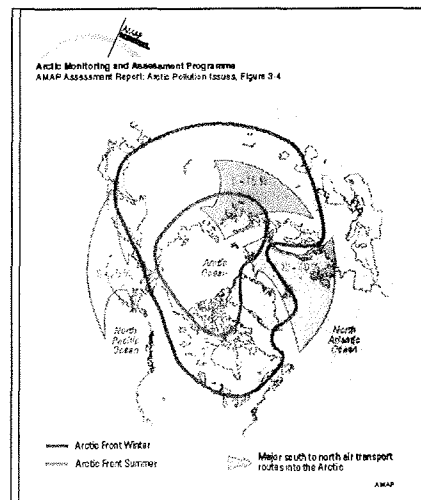 AMAP
Arctic Monitoring and Assessment Programme
AMAP Assessment Report: Arctic Pollution Issues, Figure 3·4
Arctic
Ocean
North
Pacific
Ocean
North
Atlantic
Ocean
Arctic Front Winter
Arctic Front Summer
Major south to north air transport
routes into the Arctic
AMAP